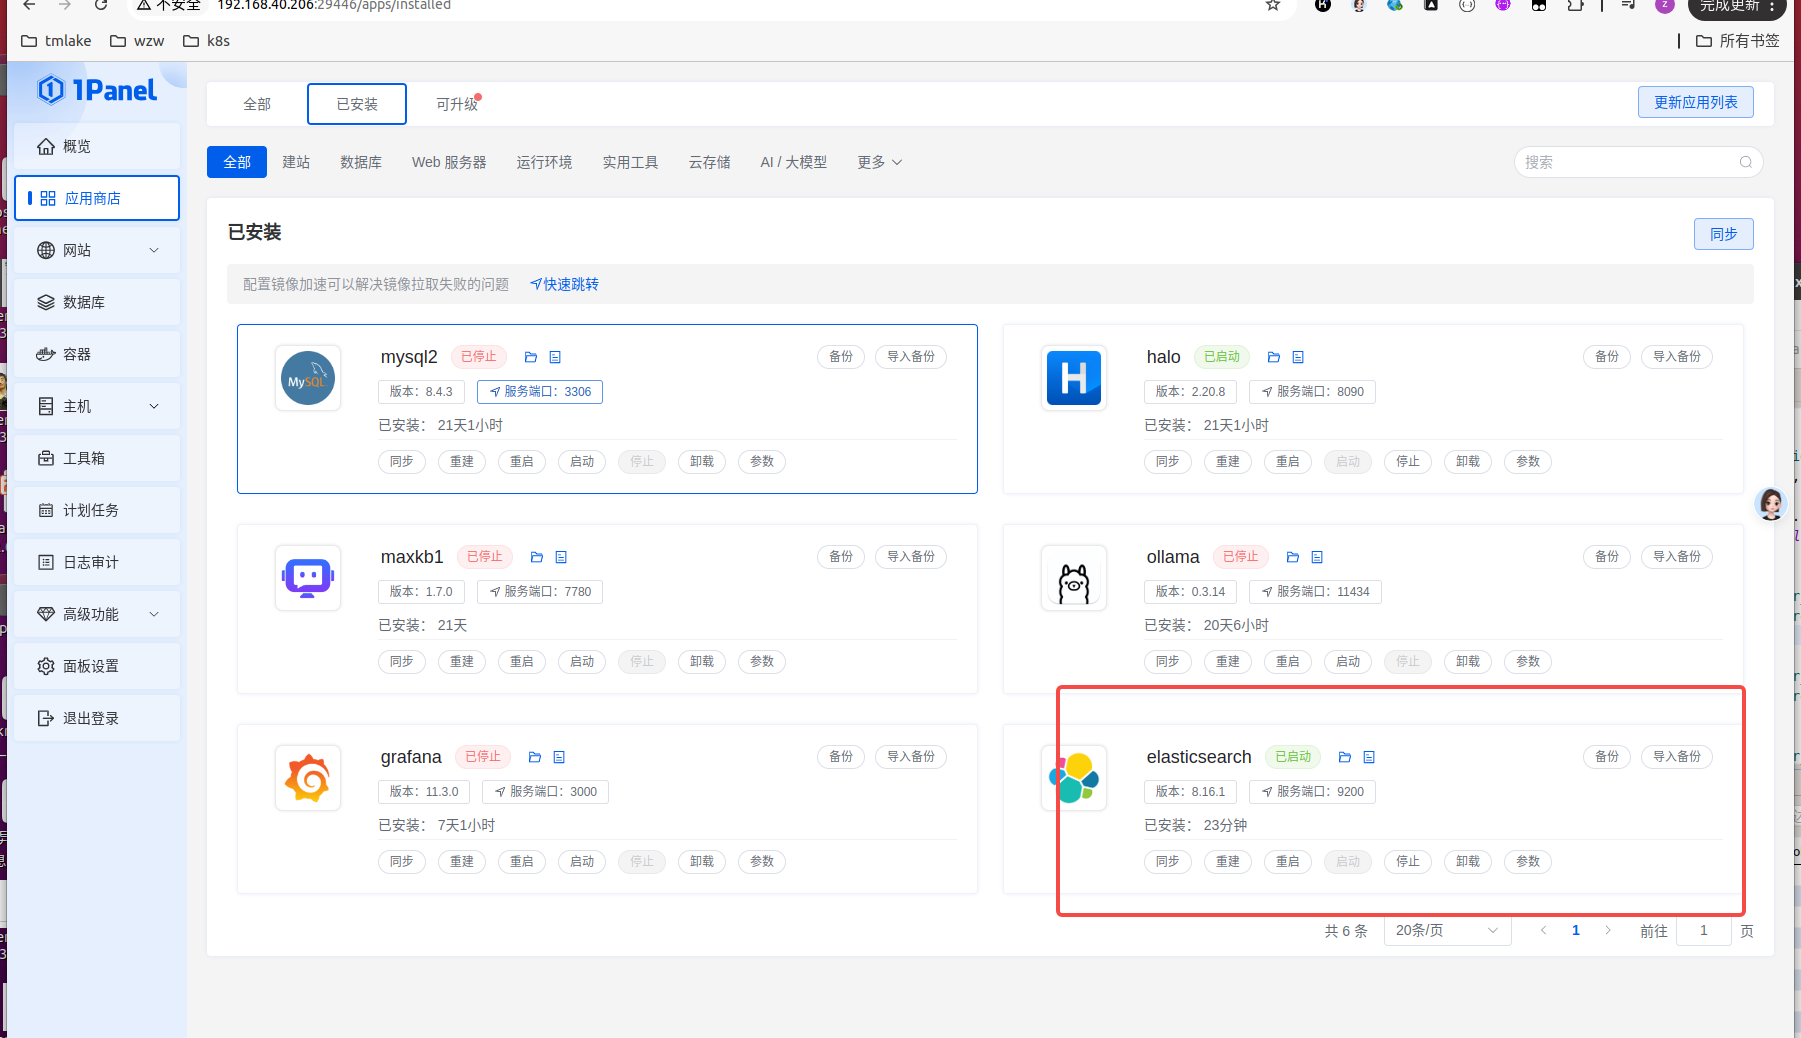 不安全 192.168.40.206:29446/apps/installed 完成更新
tmlake wzw k8s 所有书签
1Panel
概览
应用商店
网站
数据库
容器
主机
工具箱
计划任务
日志审计
高级功能
面板设置
退出登录
全部 已安装 可升级 更新应用列表
全部 建站 数据库 Web 服务器 运行环境 实用工具 云存储 AI / 大模型 更多 搜索
已安装 同步
配置镜像加速可以解决镜像拉取失败的问题 快速跳转
mysql2 已停止 备份 导入备份
版本：8.4.3 服务端口：3306
已安装： 21天1小时
同步 重建 重启 启动 停止 卸载 参数
halo 已启动 备份 导入备份
版本：2.20.8 服务端口：8090
已安装： 21天1小时
同步 重建 重启 启动 停止 卸载 参数
maxkb1 已停止 备份 导入备份
版本：1.7.0 服务端口：7780
已安装： 21天
同步 重建 重启 启动 停止 卸载 参数
ollama 已停止 备份 导入备份
版本：0.3.14 服务端口：11434
已安装： 20天6小时
同步 重建 重启 启动 停止 卸载 参数
grafana 已停止 备份 导入备份
版本：11.3.0 服务端口：3000
已安装： 7天1小时
同步 重建 重启 启动 停止 卸载 参数
elasticsearch 已启动 备份 导入备份
版本：8.16.1 服务端口：9200
已安装： 23分钟
同步 重建 重启 启动 停止 卸载 参数
共 6 条 20条/页 1 前往 1 页
MySQL